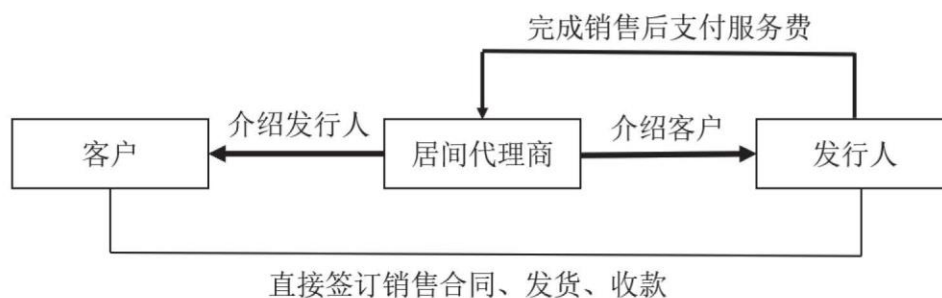 完成销售后支付服务费
介绍发行人
介绍客户
客户
居间代理商
发行人
直接签订销售合同、发货、收款